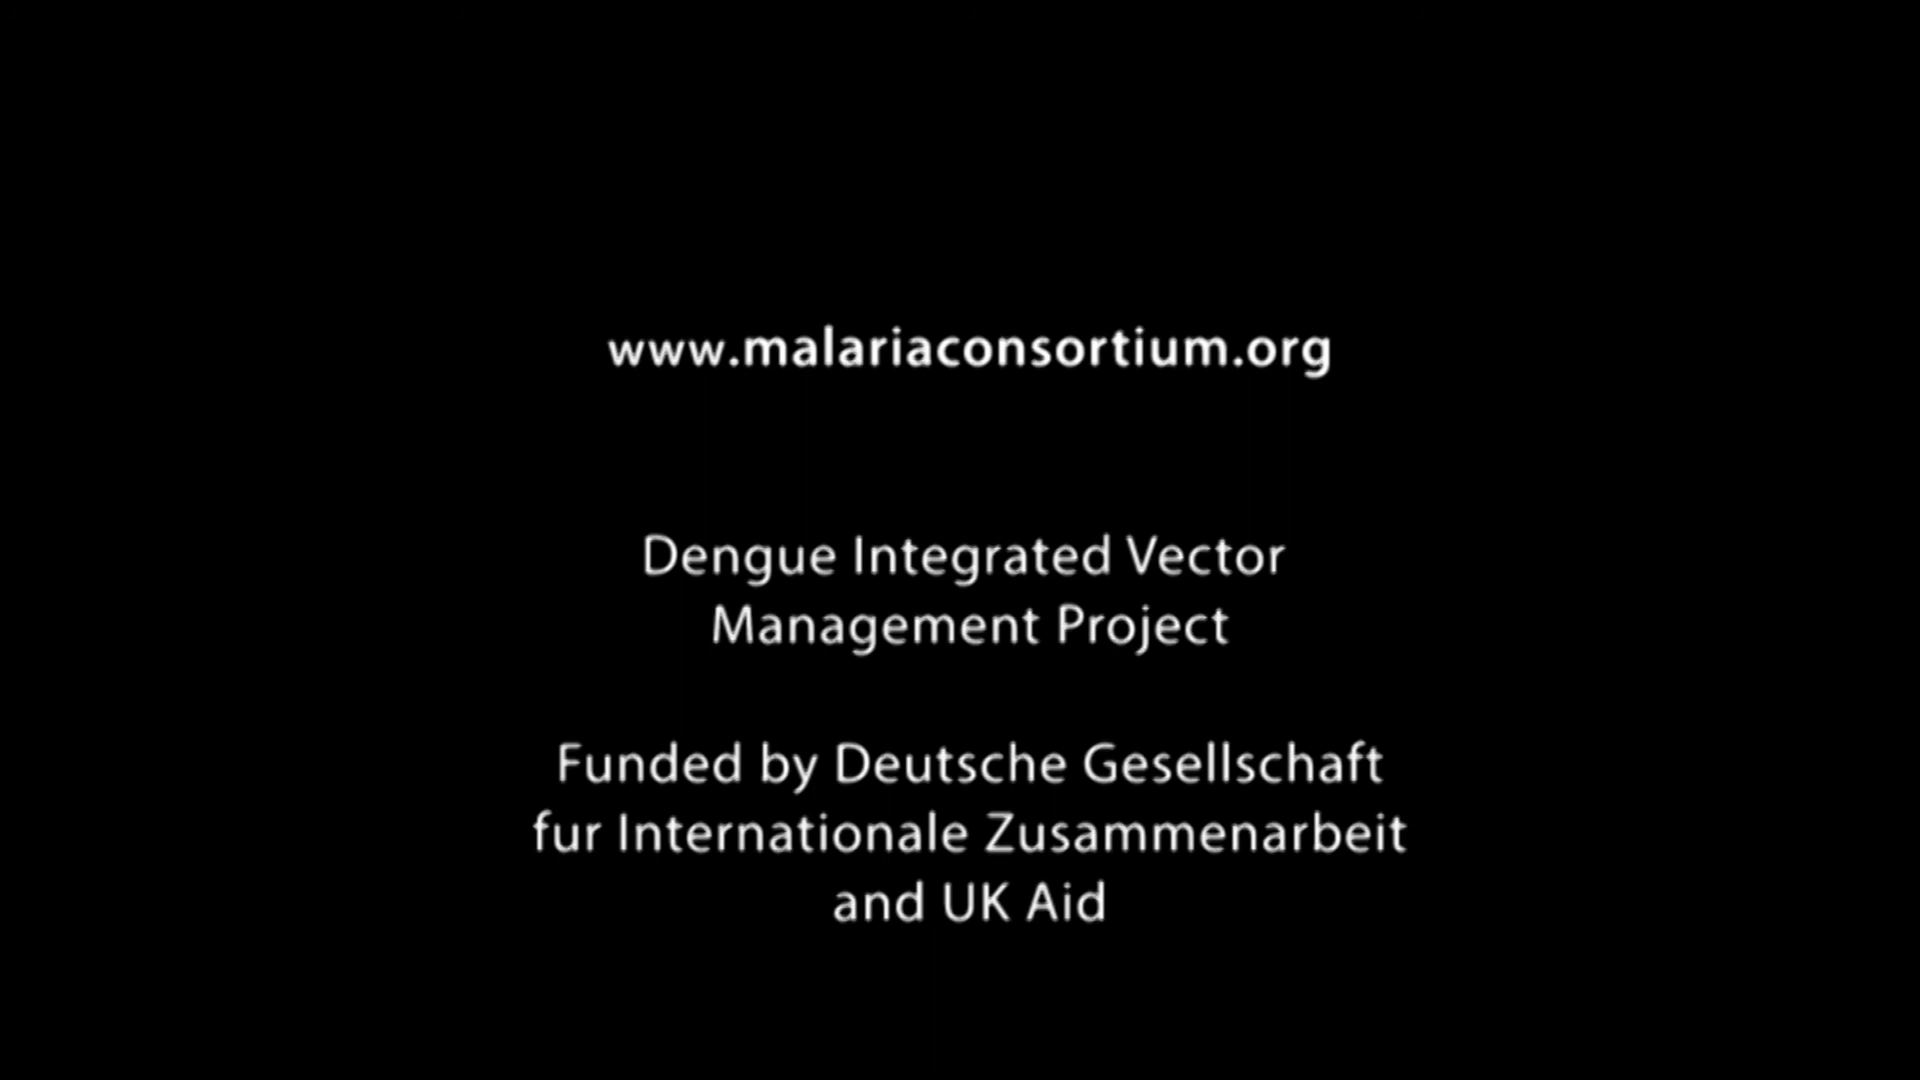 www.malariaconsortium.org
Dengue Integrated Vector
Management Project
Funded by Deutsche Gesellschaft
fur Internationale Zusammenarbeit
and UK Aid